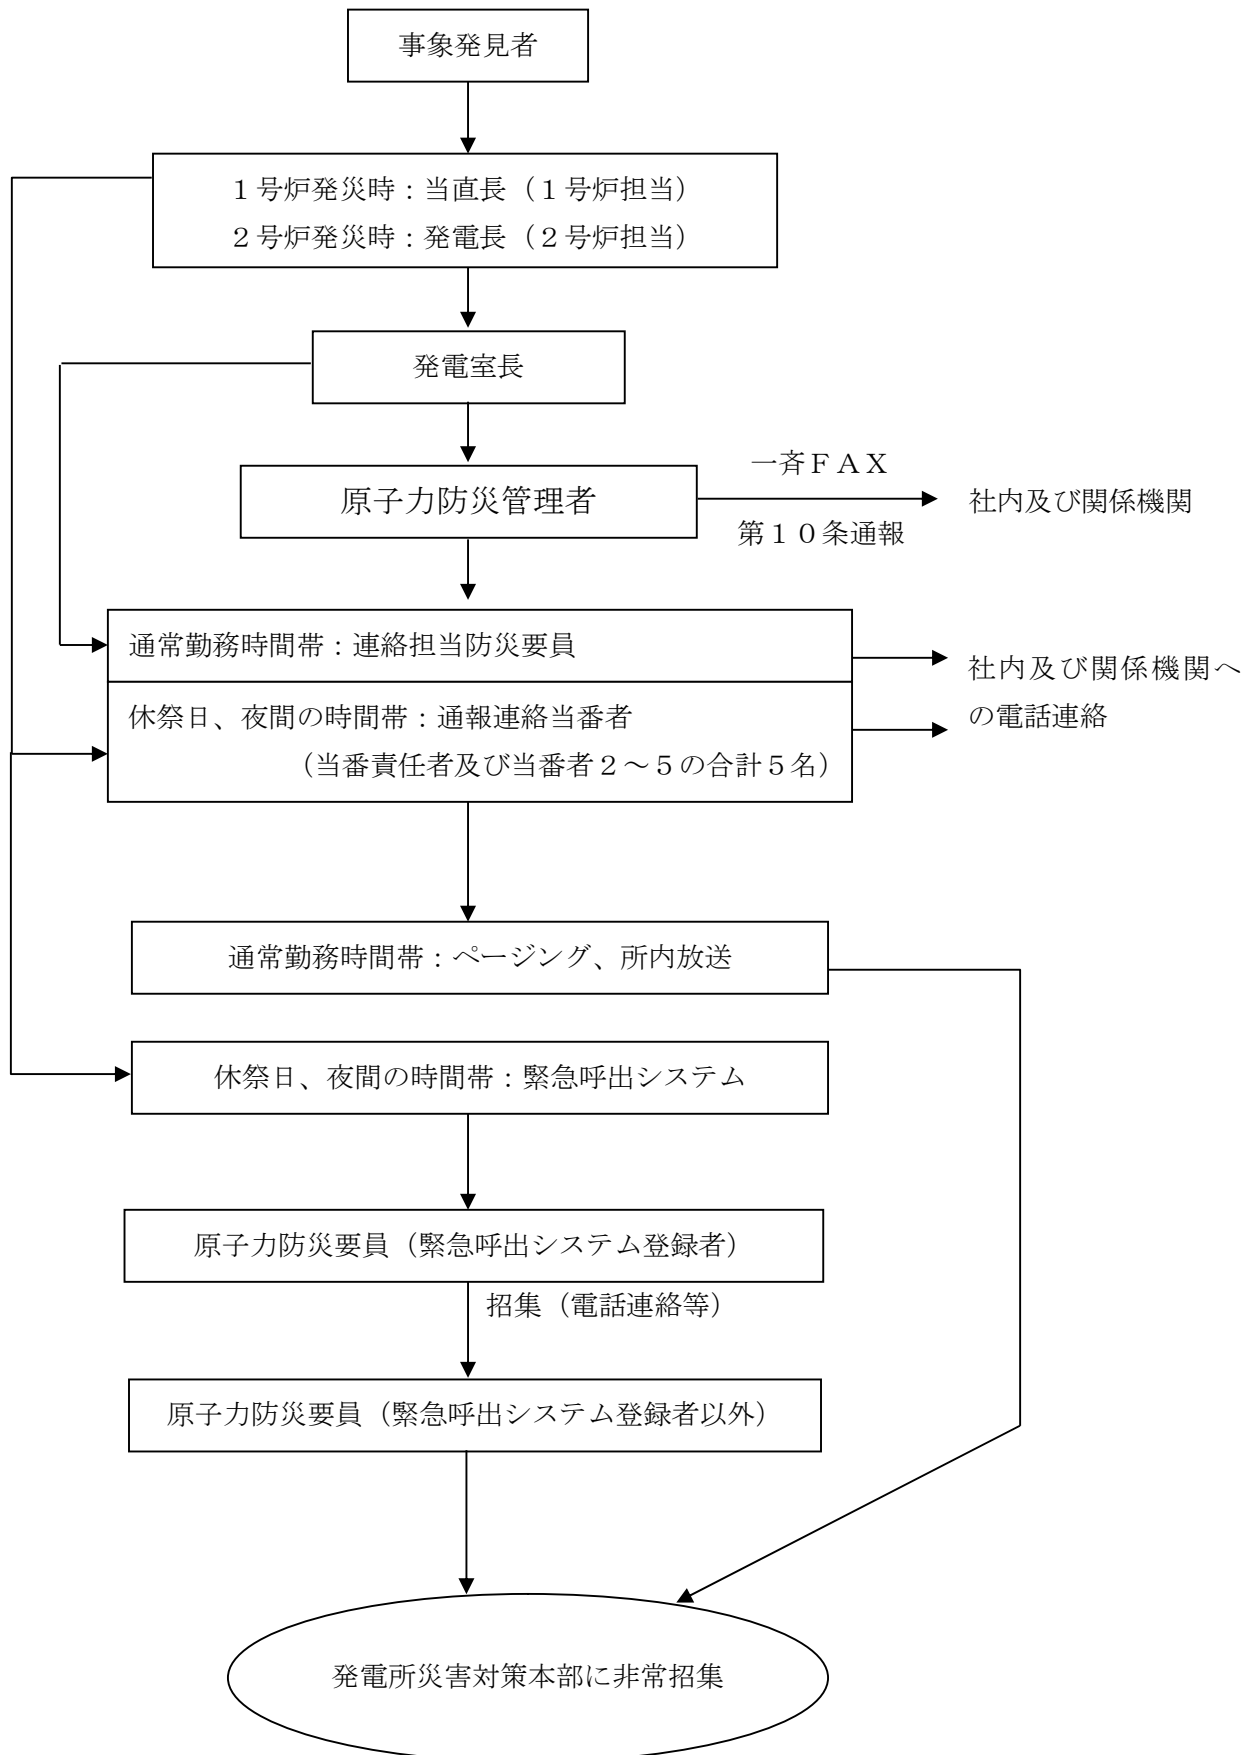 事象発見者
１号炉発災時：当直長（１号炉担当）
２号炉発災時：発電長（２号炉担当）
発電室長
原子力防災管理者
一斉ＦＡＸ
第１０条通報
社内及び関係機関
通常勤務時間帯：連絡担当防災要員
休祭日、夜間の時間帯：通報連絡当番者
（当番責任者及び当番者２～５の合計５名）
社内及び関係機関へ
の電話連絡
通常勤務時間帯：ページング、所内放送
休祭日、夜間の時間帯：緊急呼出システム
原子力防災要員（緊急呼出システム登録者）
招集（電話連絡等）
原子力防災要員（緊急呼出システム登録者以外）
発電所災害対策本部に非常招集